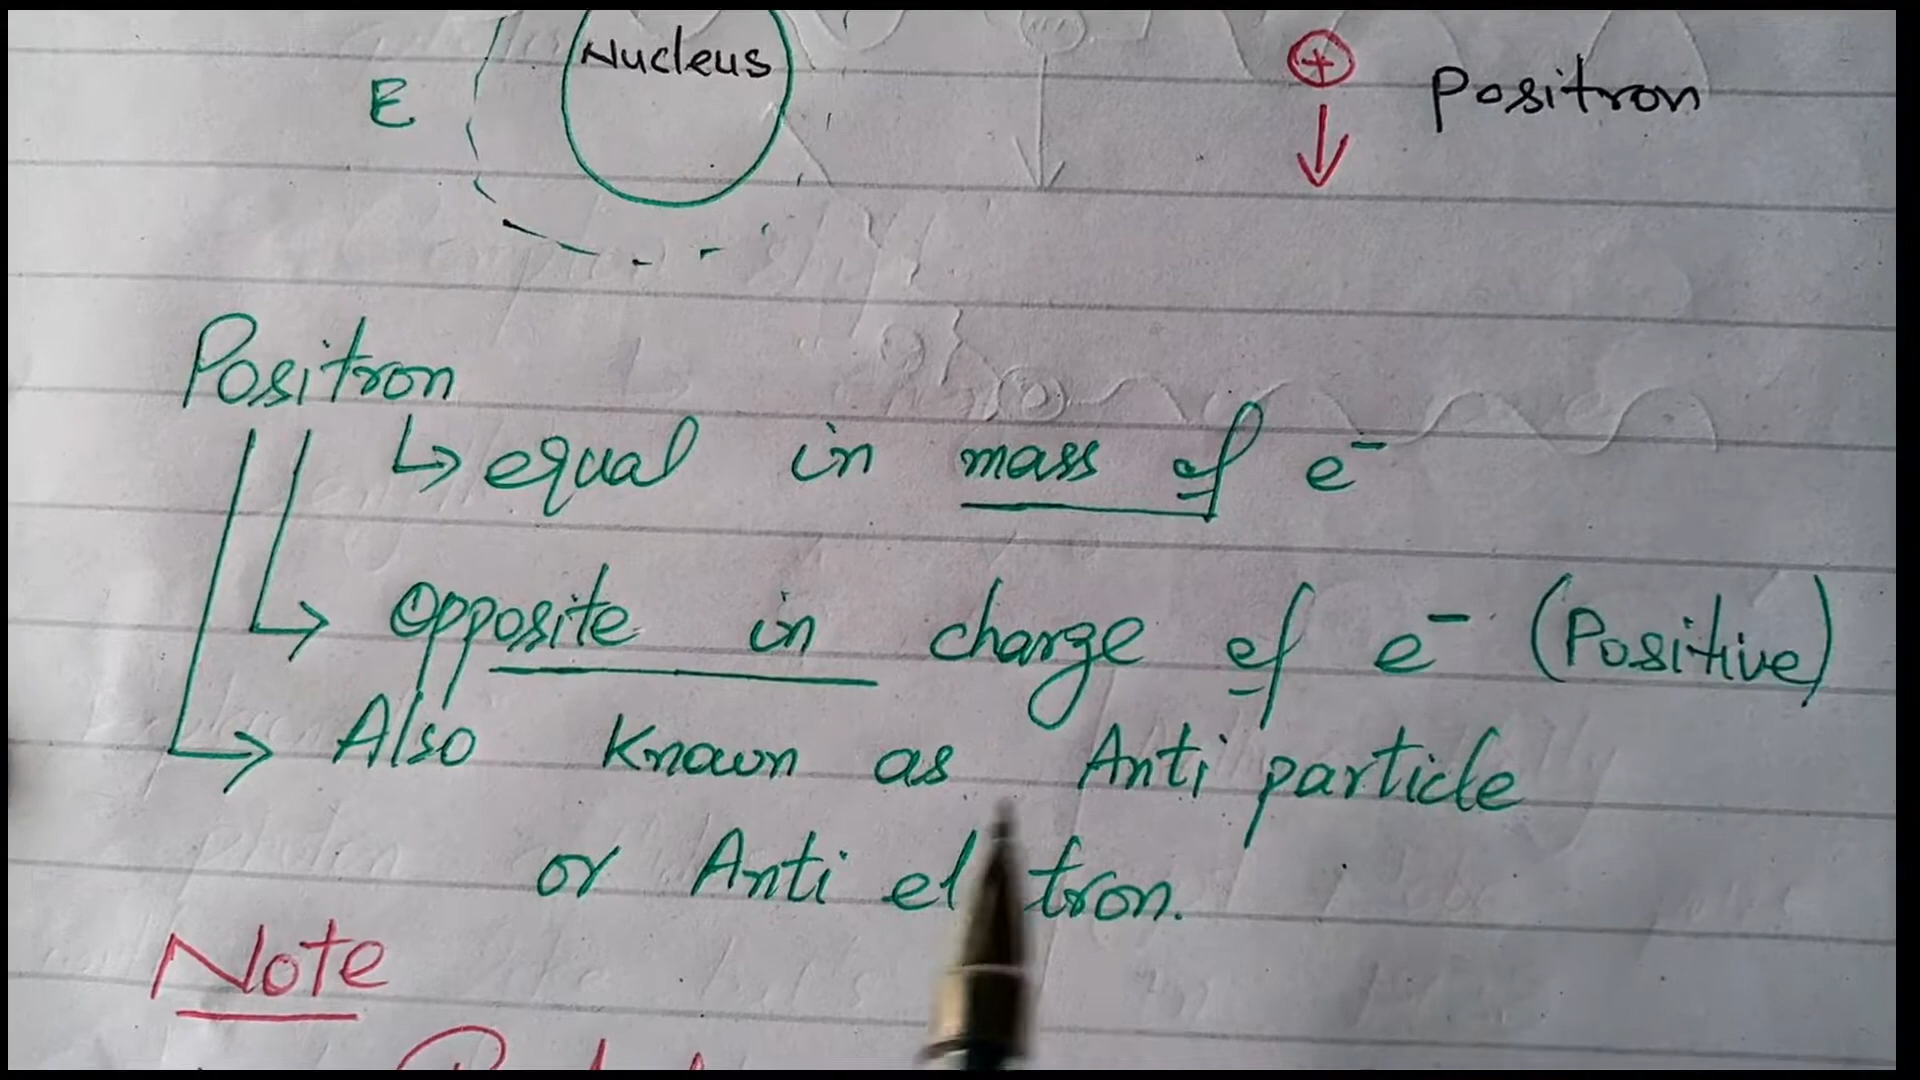 Nucleus
E
Positron
Positron
↳ equal in mass of e⁻
→ Opposite in charge of e⁻ (Positive)
→ Also Known as Anti particle
or Anti el tron.
Note